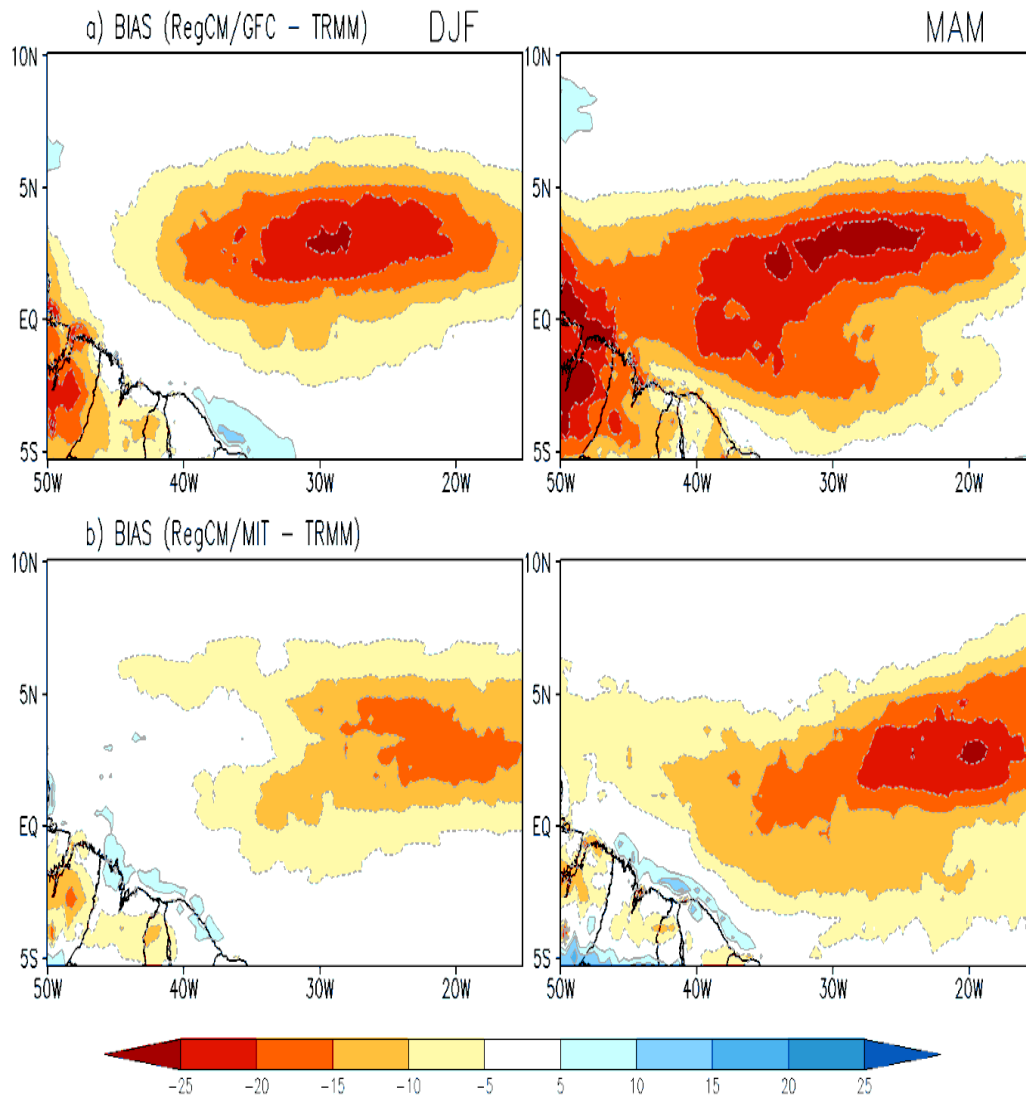 a) BIAS (RegCM/GFC - TRMM) DJF MAM
10N
5N
EQ
5S
50W 40W 30W 20W
10N
5N
EQ
5S
50W 40W 30W 20W
b) BIAS (RegCM/MIT - TRMM)
10N
5N
EQ
5S
50W 40W 30W 20W
10N
5N
EQ
5S
50W 40W 30W 20W
-25 -20 -15 -10 -5 5 10 15 20 25